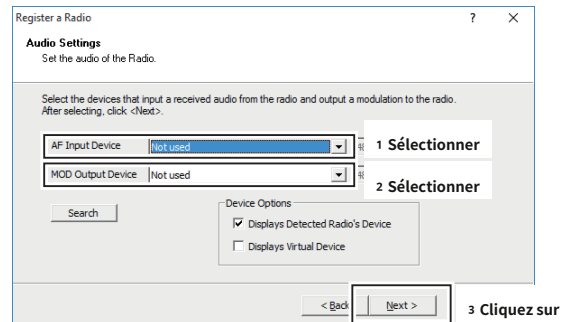 Register a Radio ? ×
Audio Settings
Set the audio of the Radio.
Select the devices that input a received audio from the radio and output a modulation to the radio.
After selecting, click <Next>.
AF Input Device Not used
1 Sélectionner
MOD Output Device Not used
2 Sélectionner
Search
Device Options
Displays Detected Radio's Device
Displays Virtual Device
< Back Next >
3 Cliquez sur